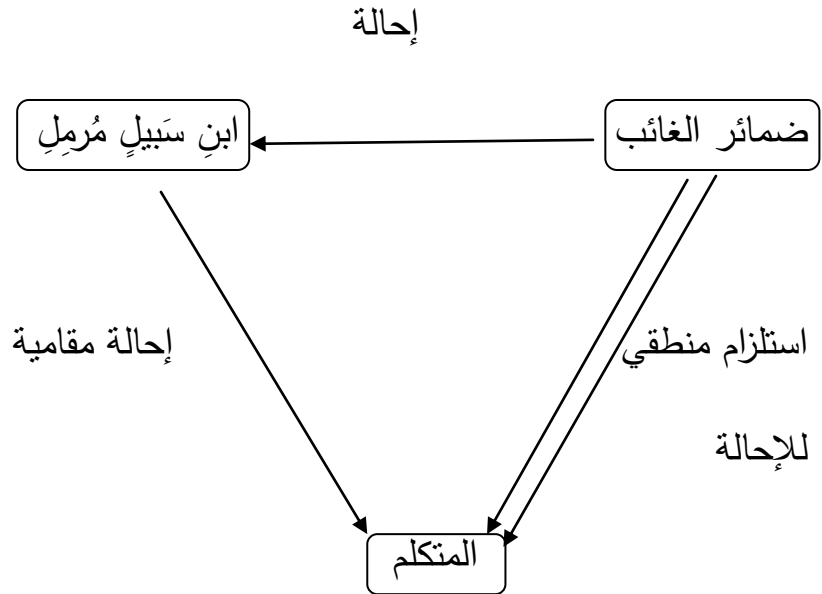 إحالة
ضمائر الغائب
ابنِ سَبيلٍ مُرمِلِ
استلزام منطقي
للإحالة
إحالة مقامية
المتكلم